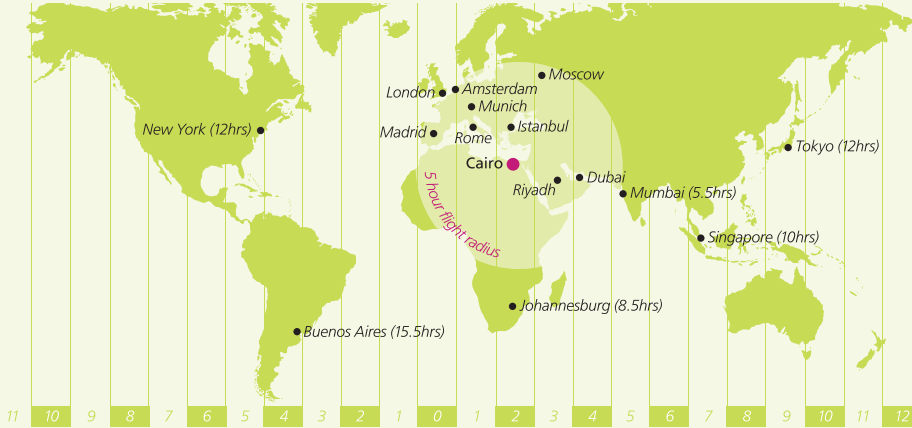 Moscow
London
Amsterdam
Munich
New York (12hrs)
Madrid
Rome
Istanbul
Tokyo (12hrs)
Cairo
Riyadh
Dubai
Mumbai (5.5hrs)
5 hour flight radius
Singapore (10hrs)
Johannesburg (8.5hrs)
Buenos Aires (15.5hrs)
11 10 9 8 7 6 5 4 3 2 1 0 1 2 3 4 5 6 7 8 9 10 11 12